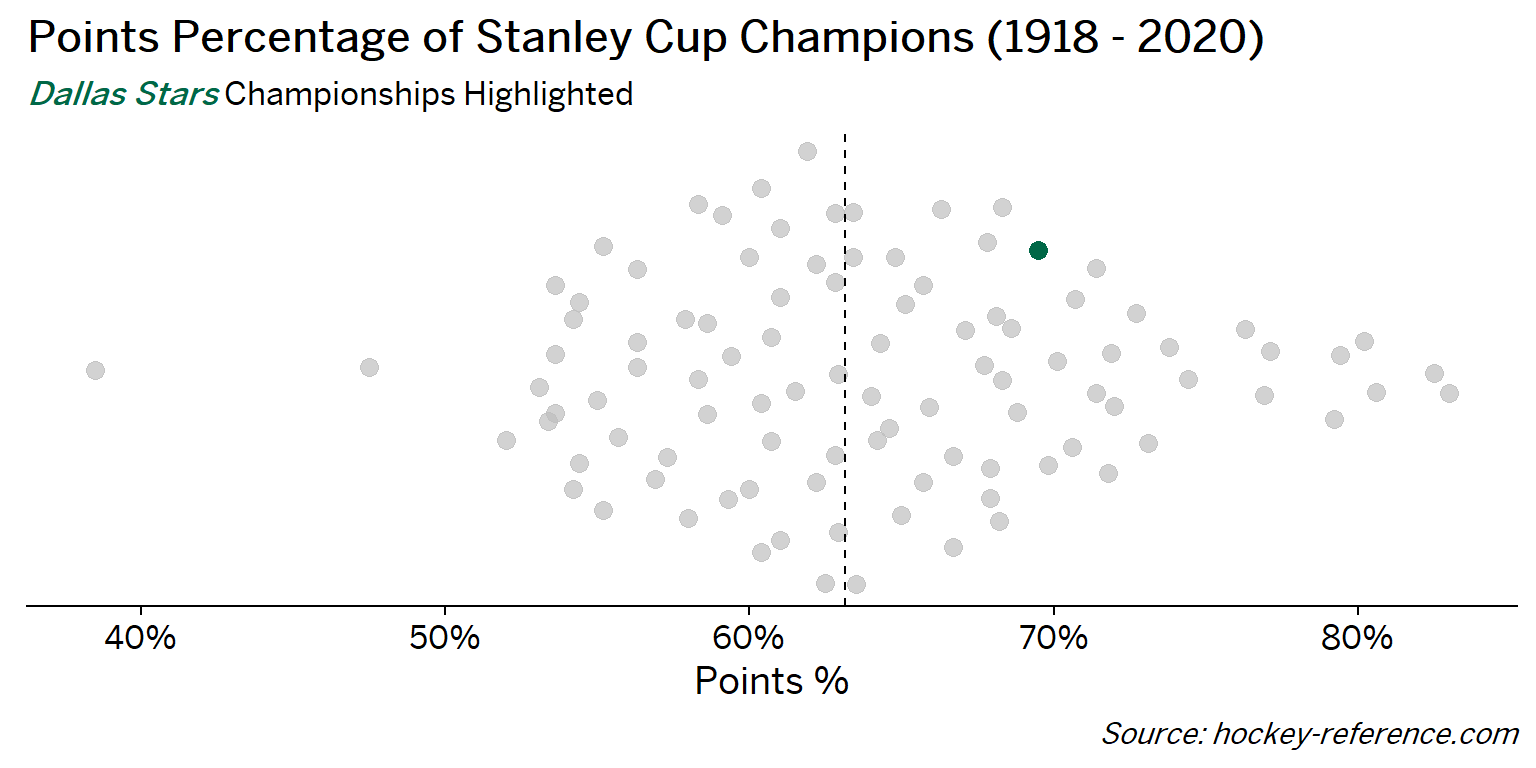 Points Percentage of Stanley Cup Champions (1918 - 2020)
Dallas Stars Championships Highlighted
40% 50% 60% 70% 80%
Points %
Source: hockey-reference.com